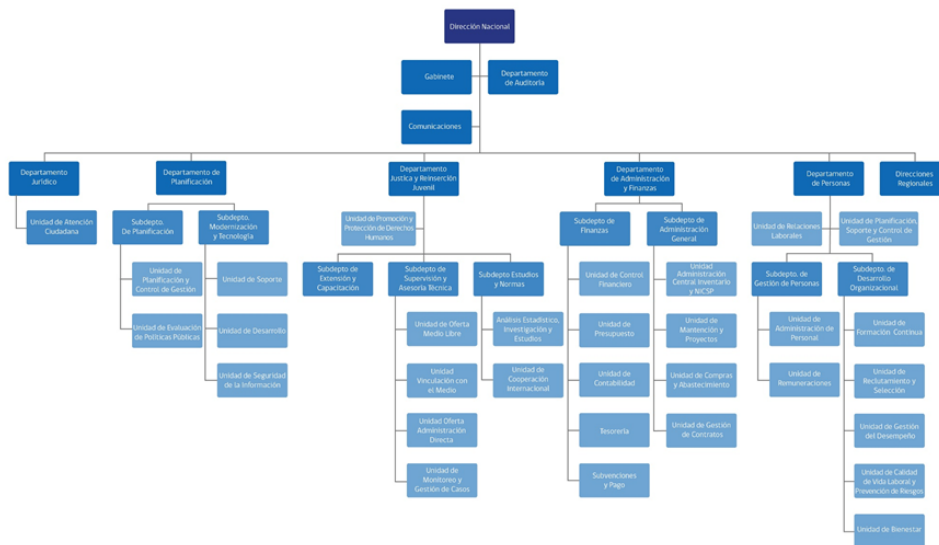 Dirección Nacional
Gabinete
Departamento
de Auditoria
Comunicaciones
Departamento
Jurídico
Departamento de
Planificación
Departamento
Justica y Reinserción
Juvenil
Departamento
de Administración
y Finanzas
Departamento
de Personas
Direcciones
Regionales
Unidad de Atención
Ciudadana
Subdepto.
De Planificación
Subdepto.
Modernización
y Tecnología
Unidad de Promoción y
Protección de Derechos
Humanos
Subdepto de
Finanzas
Subdepto de
Administración
General
Unidad de Relaciones
Laborales
Unidad de Planificación,
Soporte y Control de
Gestión
Unidad de
Planificación y
Control de Gestión
Unidad de Soporte
Subdepto de
Extensión y
Capacitación
Subdepto de
Supervisión y
Asesoría Técnica
Subdepto Estudios
y Normas
Unidad de Control
Financiero
Unidad
Administración
Central Inventario y
NICSP
Subdepto. de
Gestión de Personas
Subdepto. de
Desarrollo
Organizacional
Unidad de Evaluación
de Políticas Públicas
Unidad de Desarrollo
Unidad de Oferta
Medio Libre
Análisis Estadístico,
Investigación y
Estudios
Unidad de
Presupuesto
Unidad de
Mantención y
Proyectos
Unidad de
Administración de
Personal
Unidad de
Formación Continua
Unidad de Seguridad
de la Información
Unidad
Vinculación con
el Medio
Unidad de
Cooperación
Internacional
Unidad de
Contabilidad
Unidad de Compras
y Abastecimiento
Unidad de
Remuneraciones
Unidad de
Reclutamiento y
Selección
Unidad Oferta
Administración
Directa
Tesorería
Unidad de Gestión
de Contratos
Unidad de Gestión
del Desempeño
Unidad de
Monitoreo y
Gestión de Casos
Subvenciones
y Pago
Unidad de Calidad
de Vida Laboral y
Prevención de Riesgos
Unidad de Bienestar